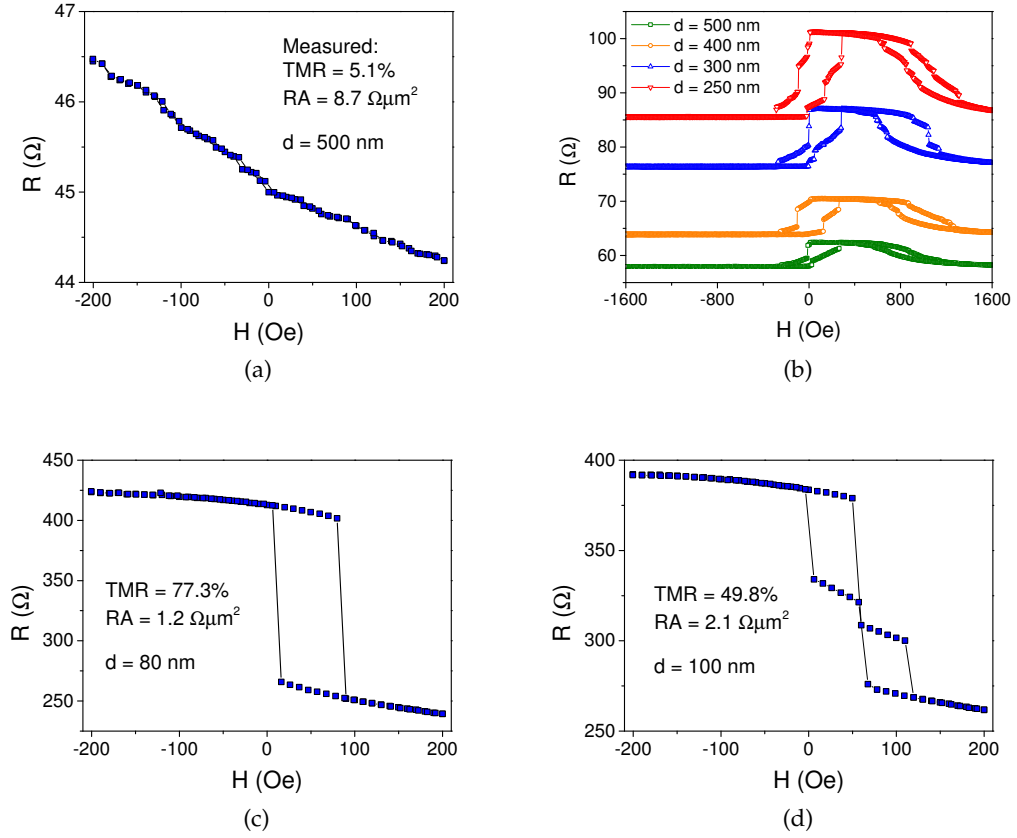 47
46
45
44
R (Ω)
-200
-100
0
100
200
H (Oe)
Measured:
TMR = 5.1%
RA = 8.7 Ωµm²
d = 500 nm
(a)
100
90
80
70
60
R (Ω)
-1600
-800
0
800
1600
H (Oe)
d = 500 nm
d = 400 nm
d = 300 nm
d = 250 nm
(b)
450
400
350
300
250
R (Ω)
-200
-100
0
100
200
H (Oe)
TMR = 77.3%
RA = 1.2 Ωµm²
d = 80 nm
(c)
400
350
300
250
R (Ω)
-200
-100
0
100
200
H (Oe)
TMR = 49.8%
RA = 2.1 Ωµm²
d = 100 nm
(d)